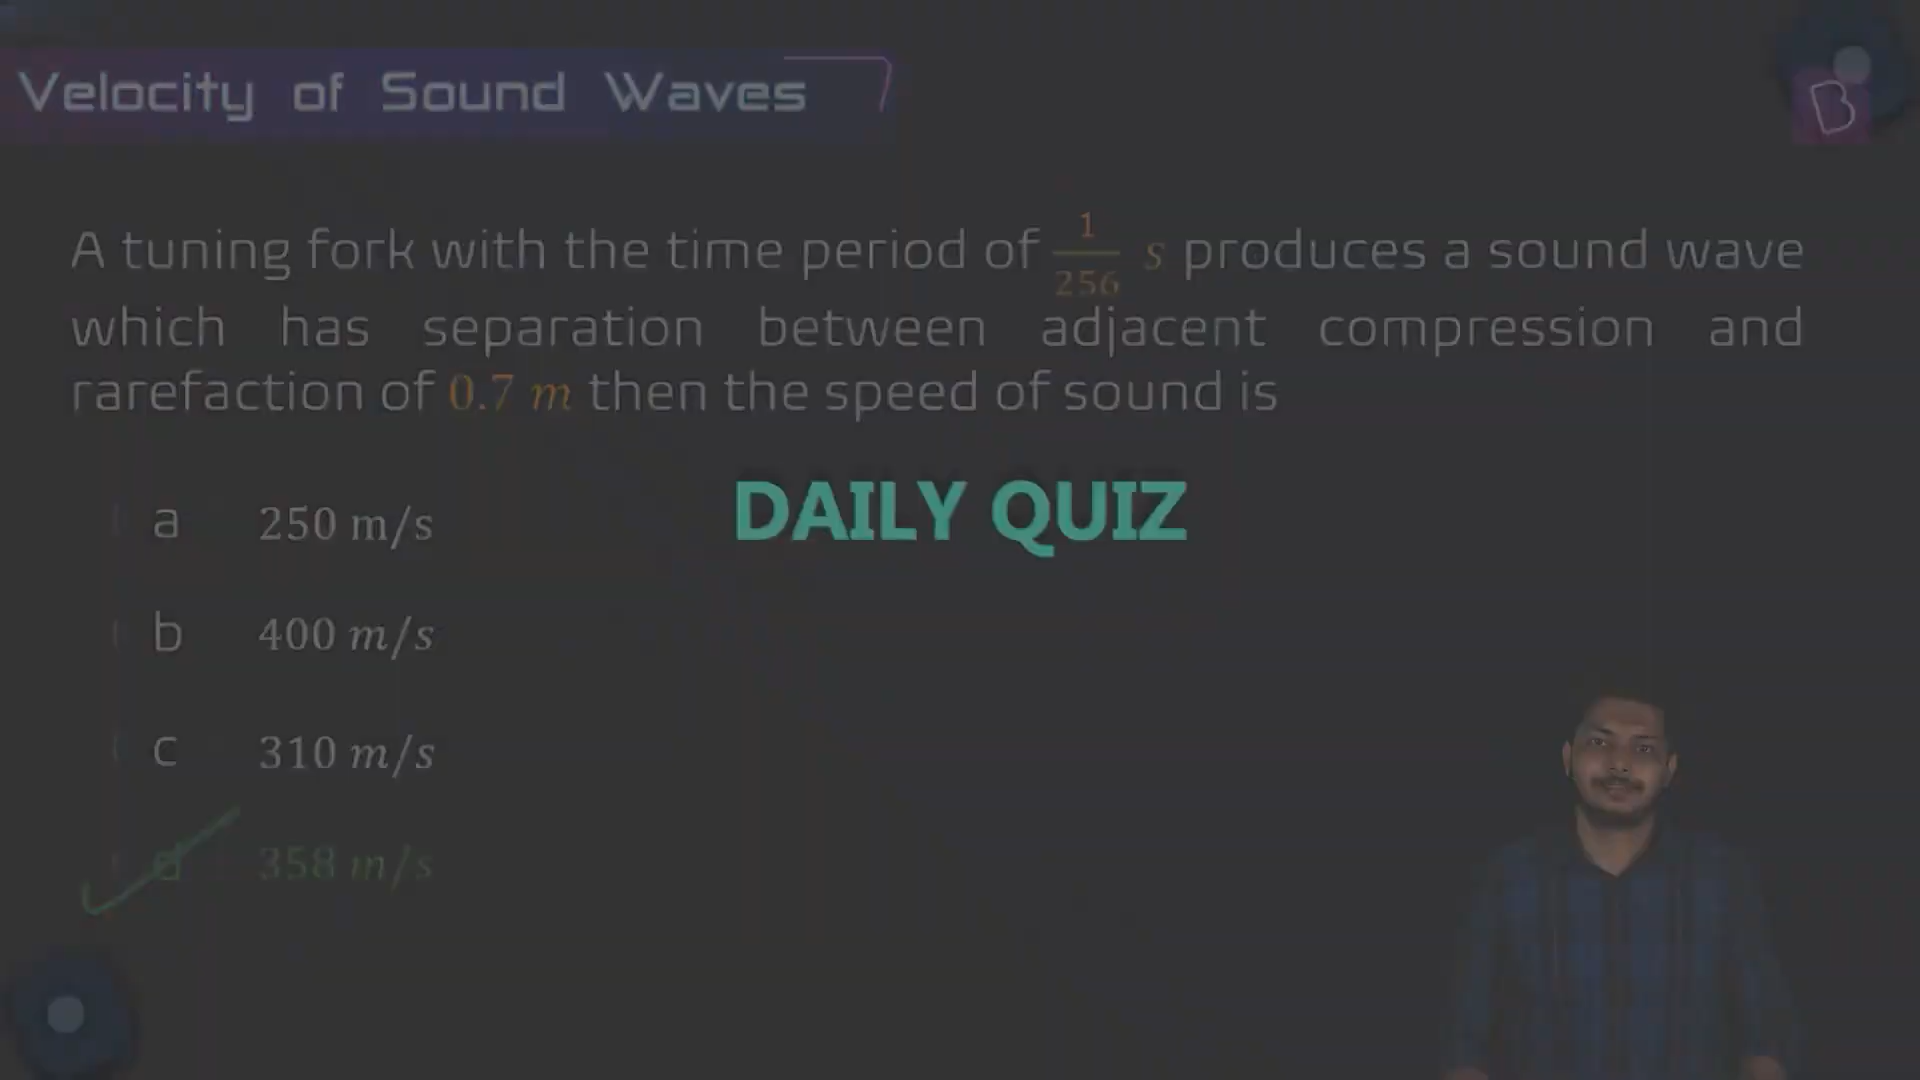 Velocity of Sound Waves
B
A tuning fork with the time period of 1/256 s produces a sound wave
which has separation between adjacent compression and
rarefaction of 0.7 m then the speed of sound is
DAILY QUIZ
a 250 m/s
b 400 m/s
c 310 m/s
d 358 m/s